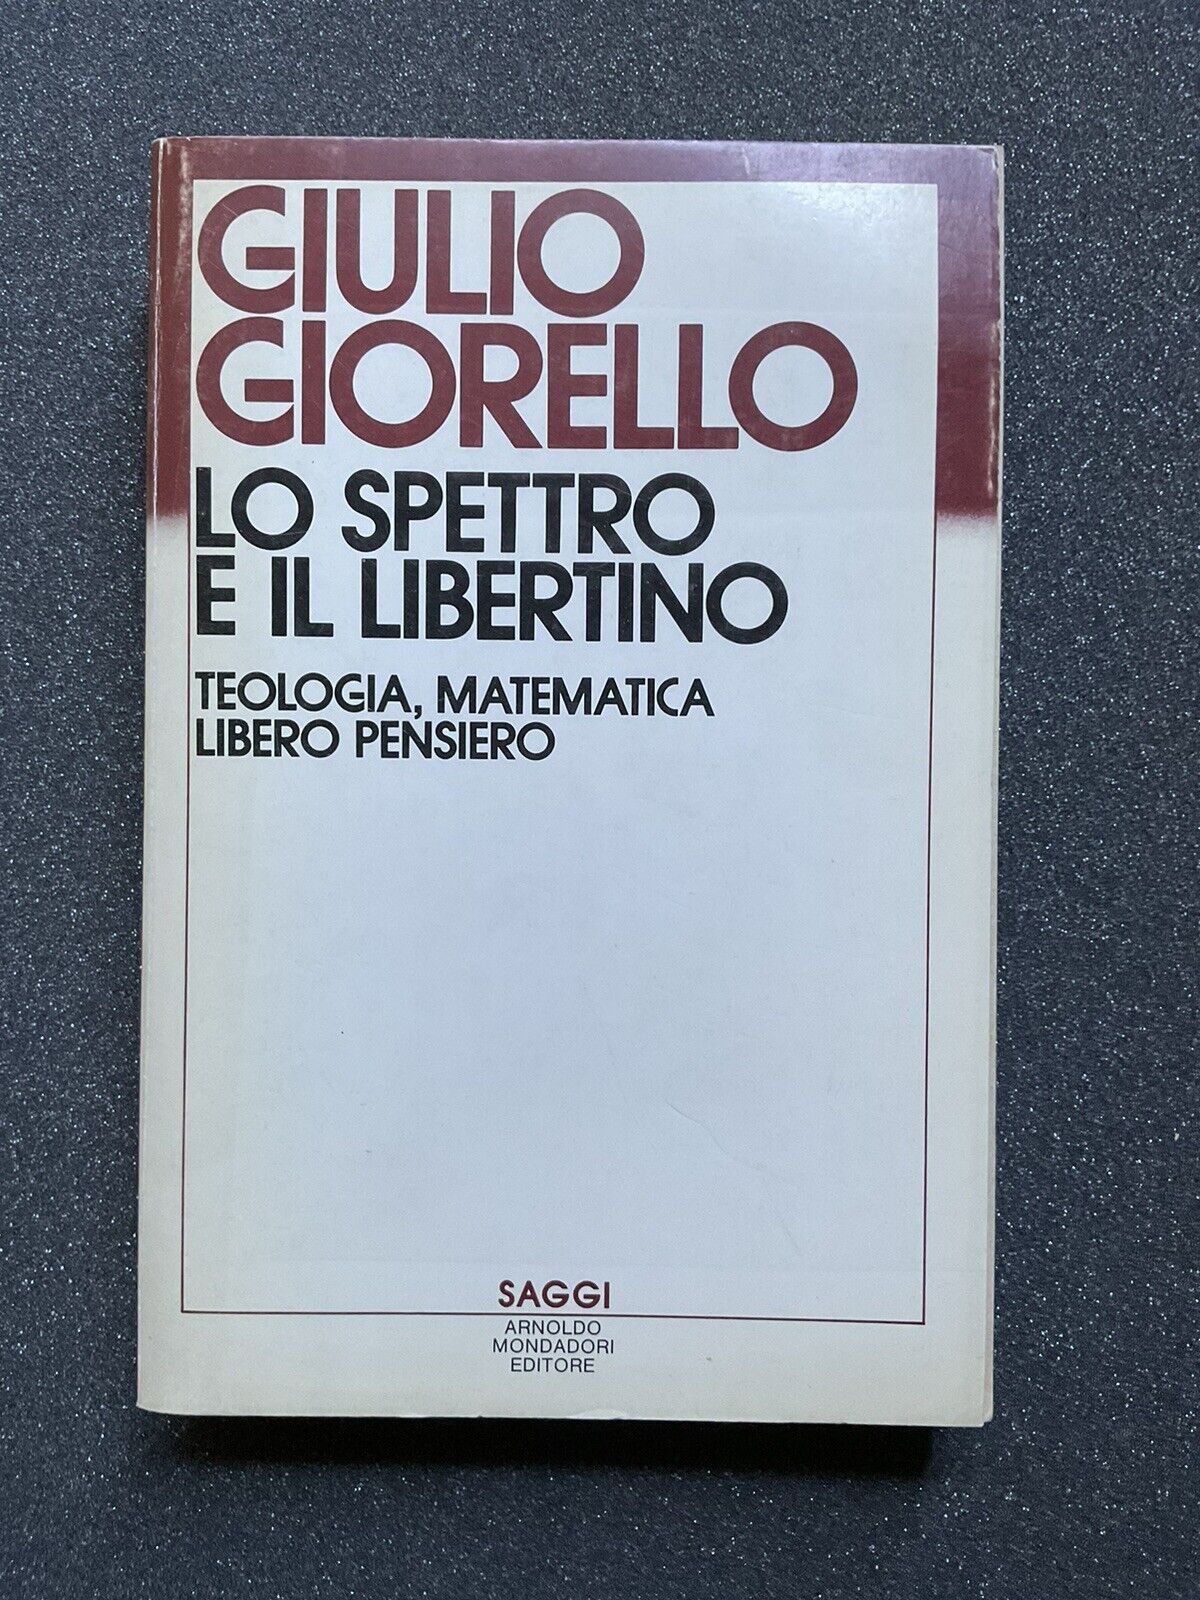 GIULIO
GIORELLO
LO SPETTRO
E IL LIBERTINO
TEOLOGIA, MATEMATICA
LIBERO PENSIERO
SAGGI
ARNOLDO
MONDADORI
EDITORE